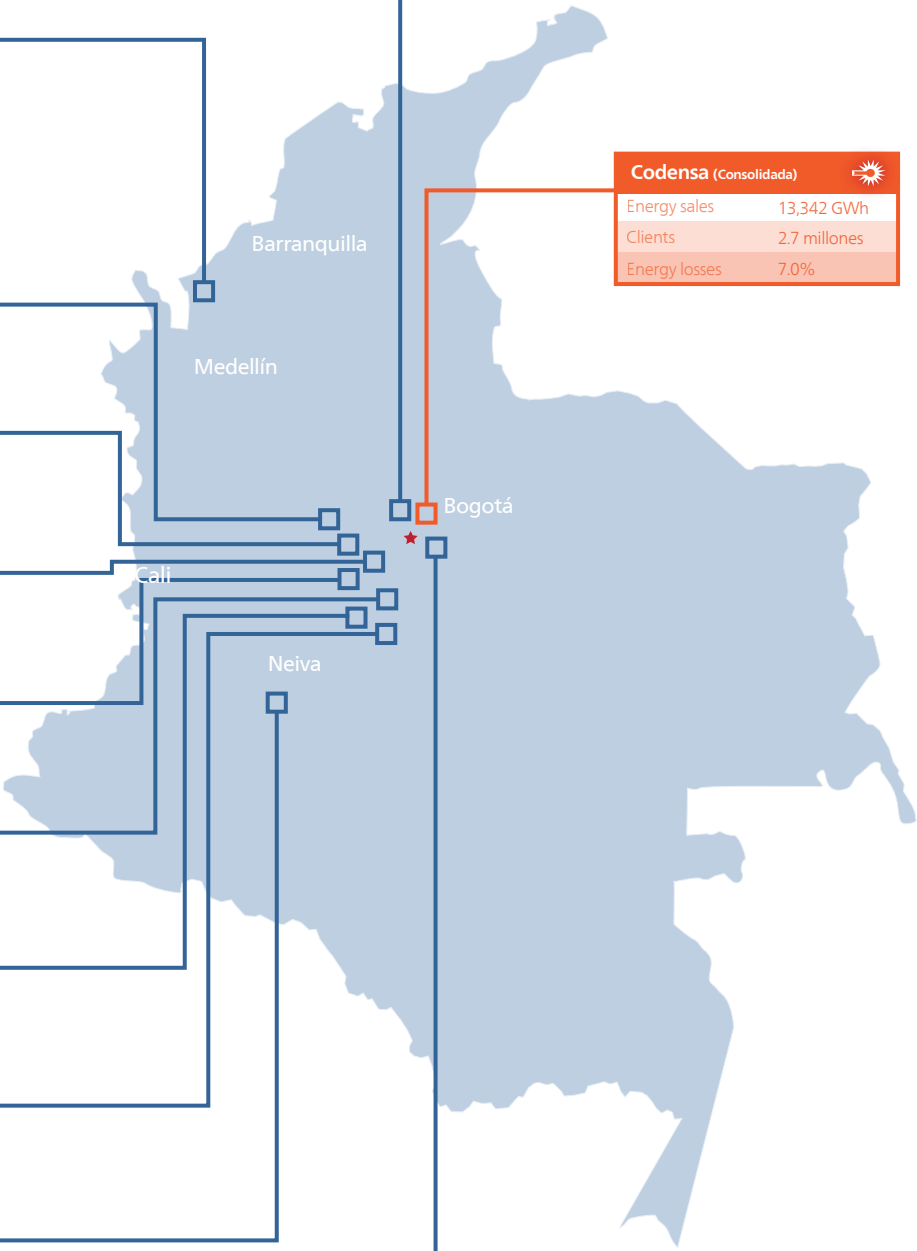 Codensa (Consolidada)
Energy sales 13,342 GWh
Clients 2.7 millones
Energy losses 7.0%
Barranquilla
Medellín
Bogotá
Cali
Neiva